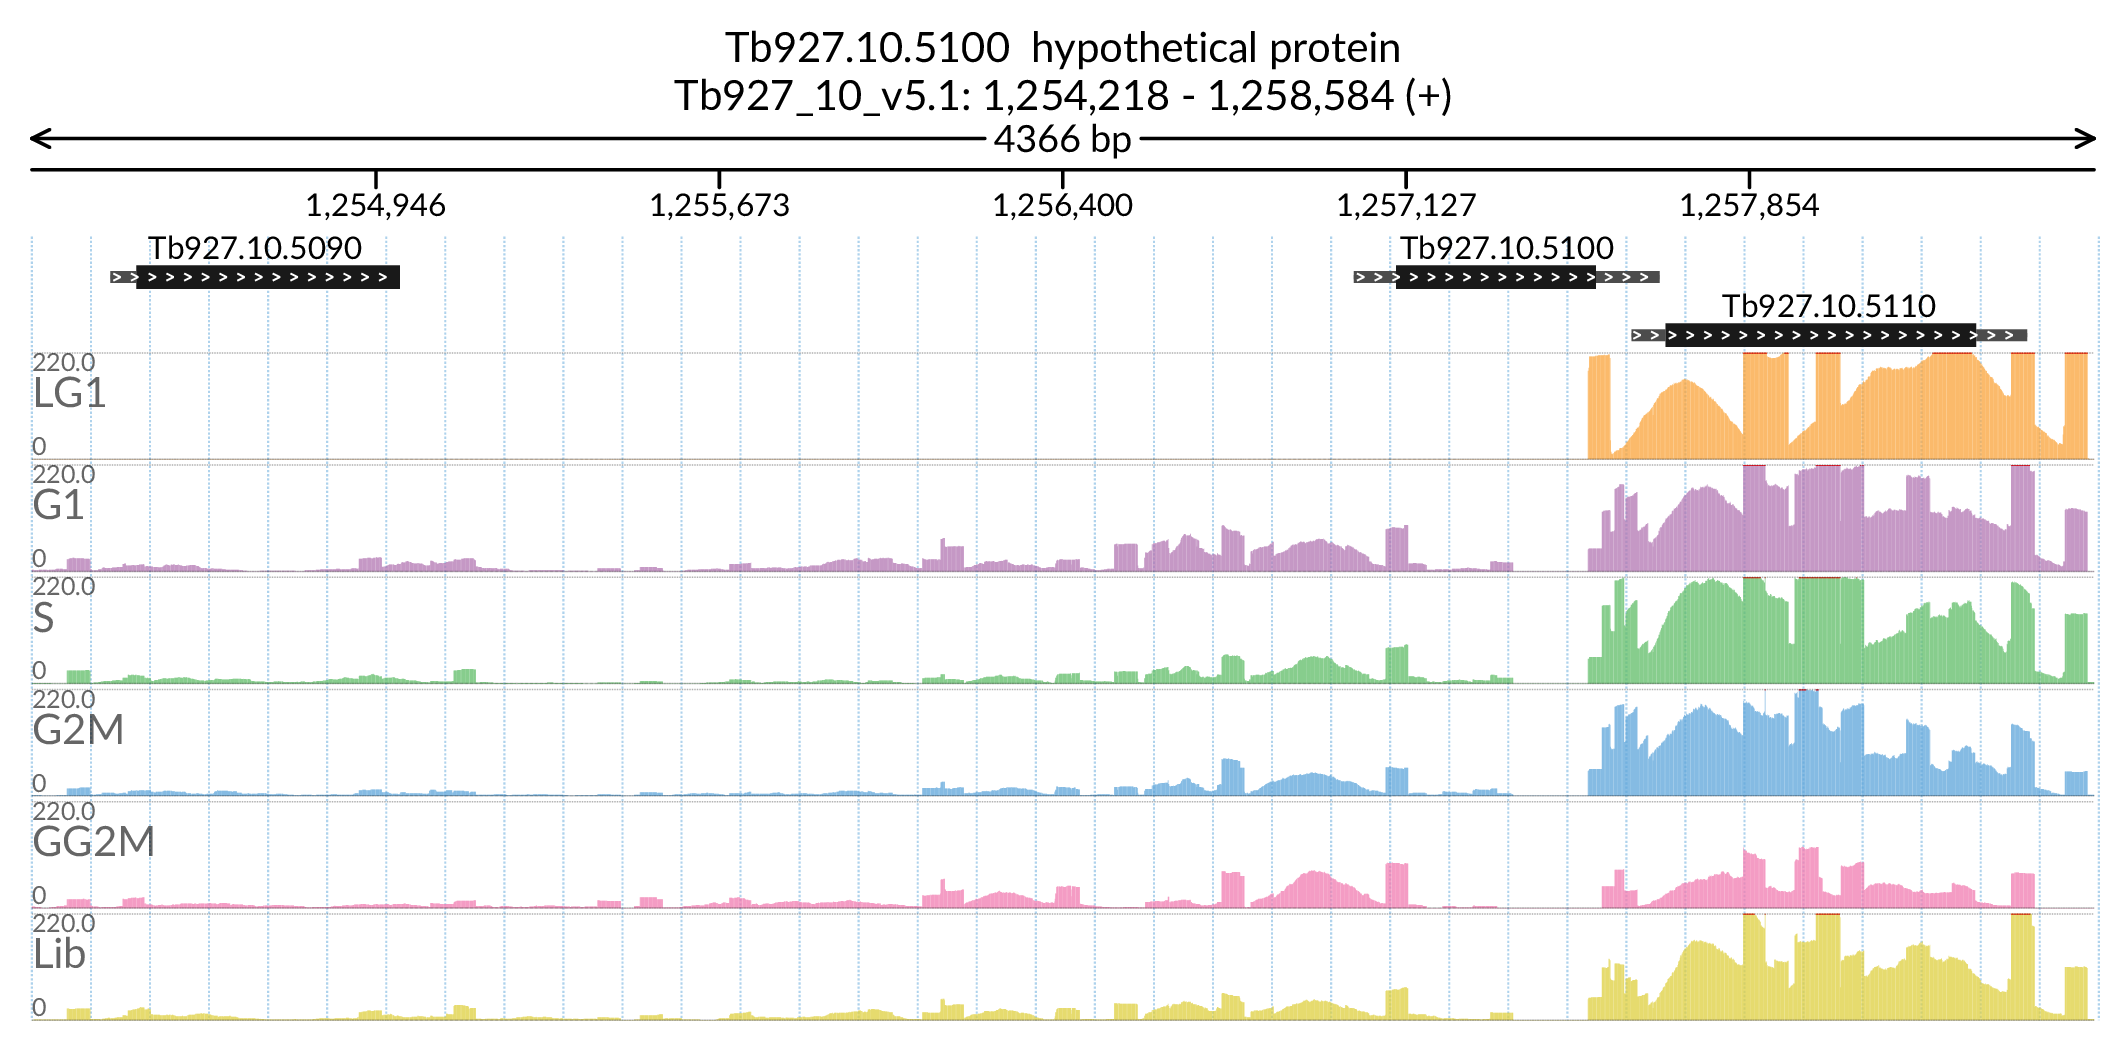 Tb927.10.5100 hypothetical protein
Tb927_10_v5.1: 1,254,218 - 1,258,584 (+)
4366 bp
1,254,946 1,255,673 1,256,400 1,257,127 1,257,854
Tb927.10.5090 Tb927.10.5100
Tb927.10.5110
220.0
LG1
0
220.0
G1
0
220.0
S
0
220.0
G2M
0
220.0
GG2M
0
220.0
Lib
0